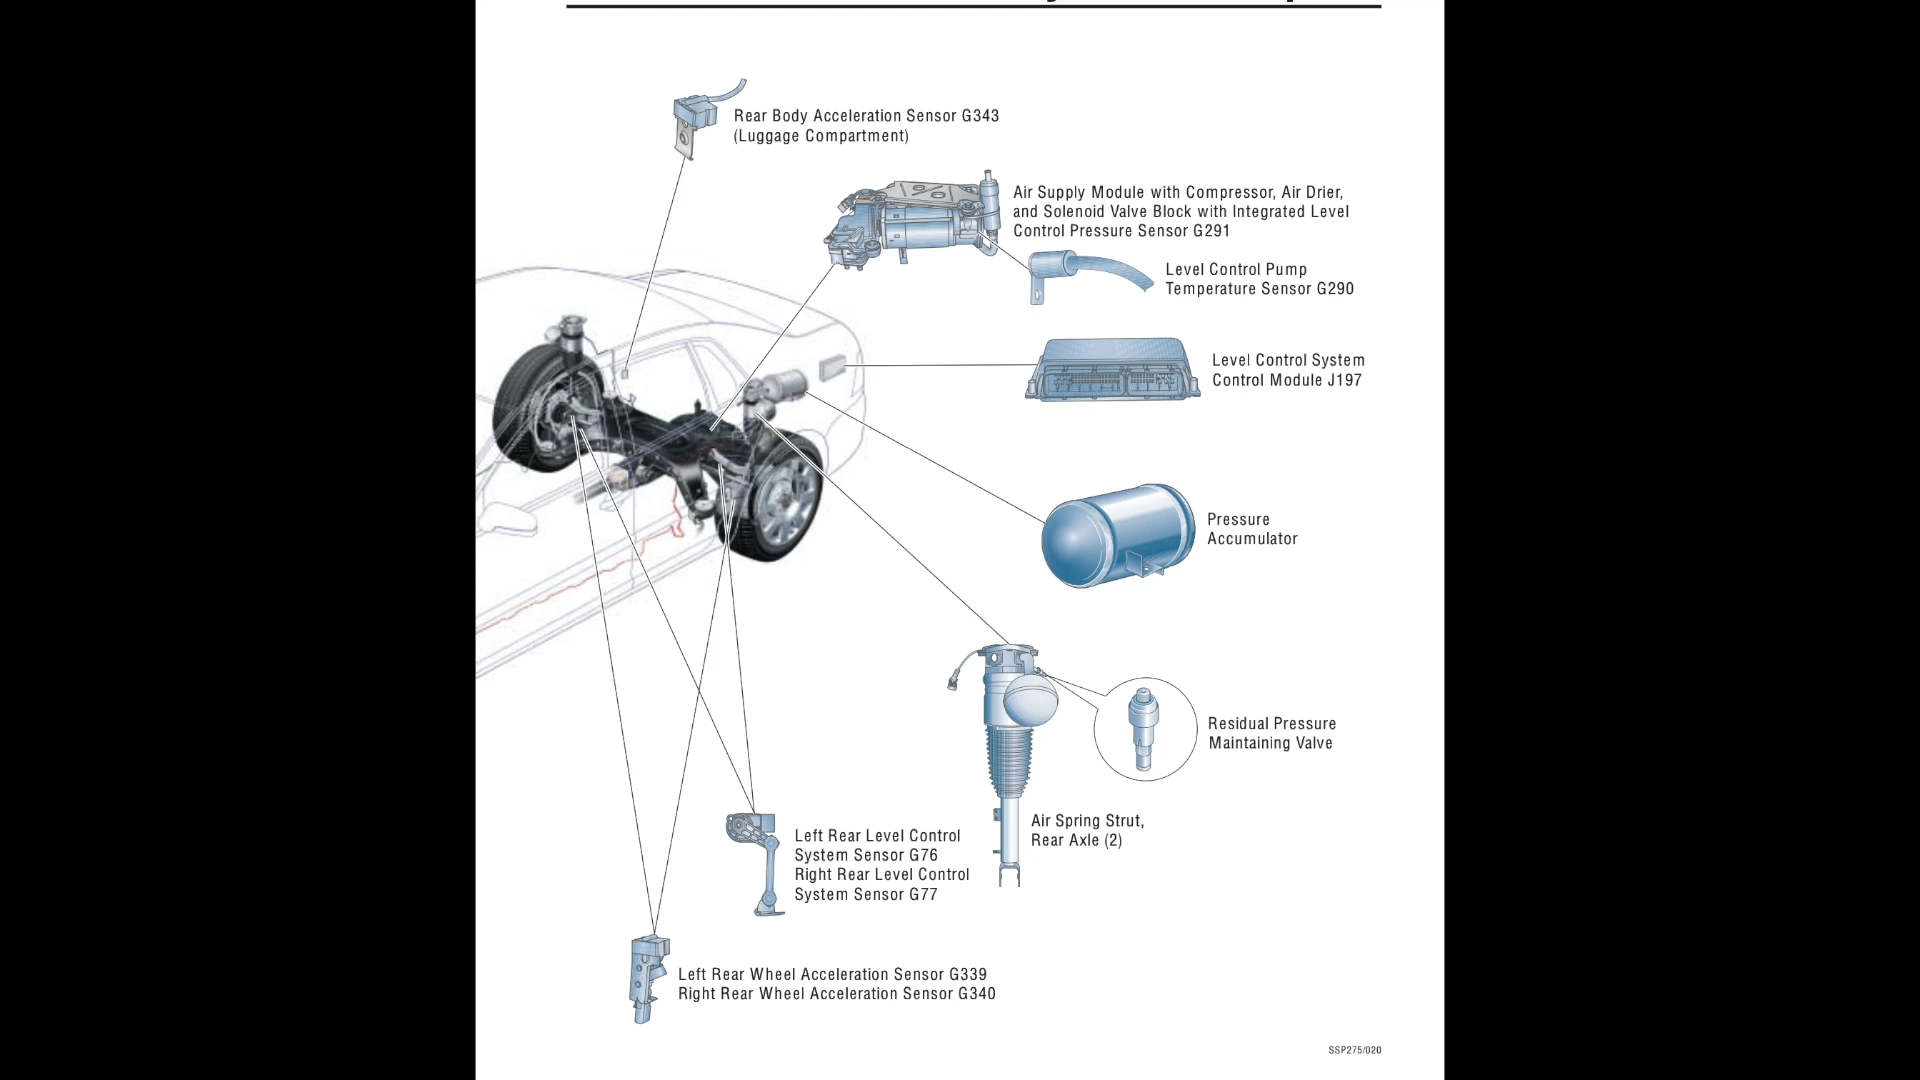 Rear Body Acceleration Sensor G343
(Luggage Compartment)
Air Supply Module with Compressor, Air Drier,
and Solenoid Valve Block with Integrated Level
Control Pressure Sensor G291
Level Control Pump
Temperature Sensor G290
Level Control System
Control Module J197
Pressure
Accumulator
Residual Pressure
Maintaining Valve
Air Spring Strut,
Rear Axle (2)
Left Rear Level Control
System Sensor G76
Right Rear Level Control
System Sensor G77
Left Rear Wheel Acceleration Sensor G339
Right Rear Wheel Acceleration Sensor G340
SSP275/020